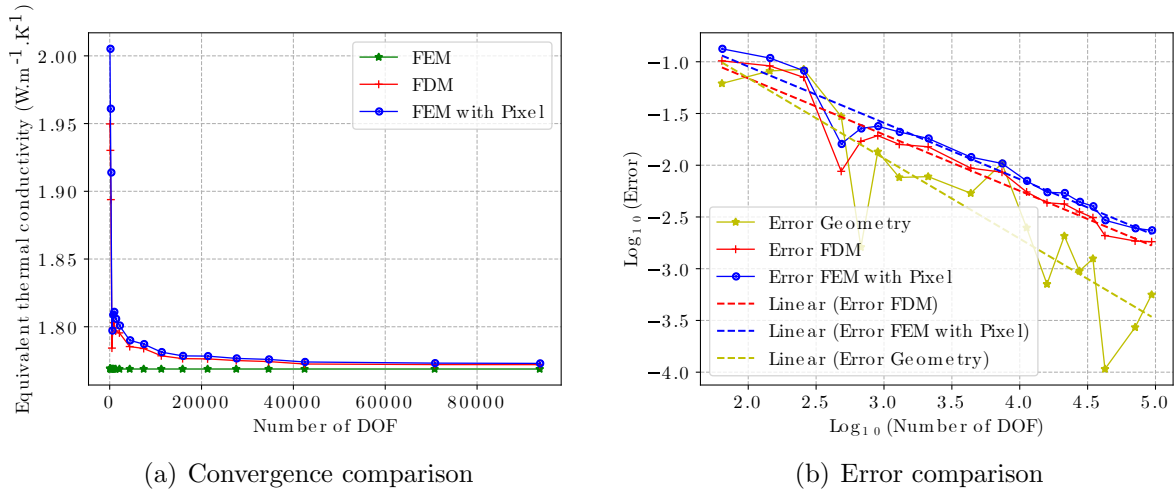 Equivalent thermal conductivity (W.m⁻¹.K⁻¹)
2.00
1.95
1.90
1.85
1.80
0
20000
40000
60000
80000
Number of DOF
FEM
FDM
FEM with Pixel
(a) Convergence comparison
Log₁₀(Error)
−1.0
−1.5
−2.0
−2.5
−3.0
−3.5
−4.0
2.0
2.5
3.0
3.5
4.0
4.5
5.0
Log₁₀(Number of DOF)
Error Geometry
Error FDM
Error FEM with Pixel
Linear (Error FDM)
Linear (Error FEM with Pixel)
Linear (Error Geometry)
(b) Error comparison